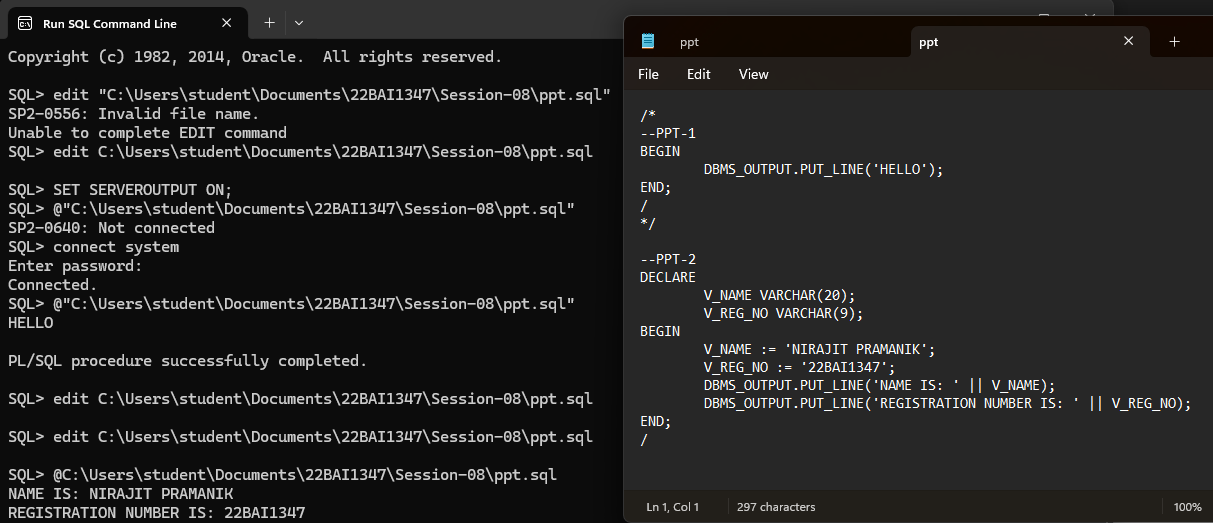 Run SQL Command Line
Copyright (c) 1982, 2014, Oracle.  All rights reserved.
SQL> edit "C:\Users\student\Documents\22BAI1347\Session-08\ppt.sql"
SP2-0556: Invalid file name.
Unable to complete EDIT command
SQL> edit C:\Users\student\Documents\22BAI1347\Session-08\ppt.sql
SQL> SET SERVEROUTPUT ON;
SQL> @"C:\Users\student\Documents\22BAI1347\Session-08\ppt.sql"
SP2-0640: Not connected
SQL> connect system
Enter password:
Connected.
SQL> @"C:\Users\student\Documents\22BAI1347\Session-08\ppt.sql"
HELLO
PL/SQL procedure successfully completed.
SQL> edit C:\Users\student\Documents\22BAI1347\Session-08\ppt.sql
SQL> edit C:\Users\student\Documents\22BAI1347\Session-08\ppt.sql
SQL> @C:\Users\student\Documents\22BAI1347\Session-08\ppt.sql
NAME IS: NIRAJIT PRAMANIK
REGISTRATION NUMBER IS: 22BAI1347
ppt
ppt
File Edit View
/*
--PPT-1
BEGIN
DBMS_OUTPUT.PUT_LINE('HELLO');
END;
/
*/
--PPT-2
DECLARE
V_NAME VARCHAR(20);
V_REG_NO VARCHAR(9);
BEGIN
V_NAME := 'NIRAJIT PRAMANIK';
V_REG_NO := '22BAI1347';
DBMS_OUTPUT.PUT_LINE('NAME IS: ' || V_NAME);
DBMS_OUTPUT.PUT_LINE('REGISTRATION NUMBER IS: ' || V_REG_NO);
END;
/
Ln 1, Col 1
297 characters
100%